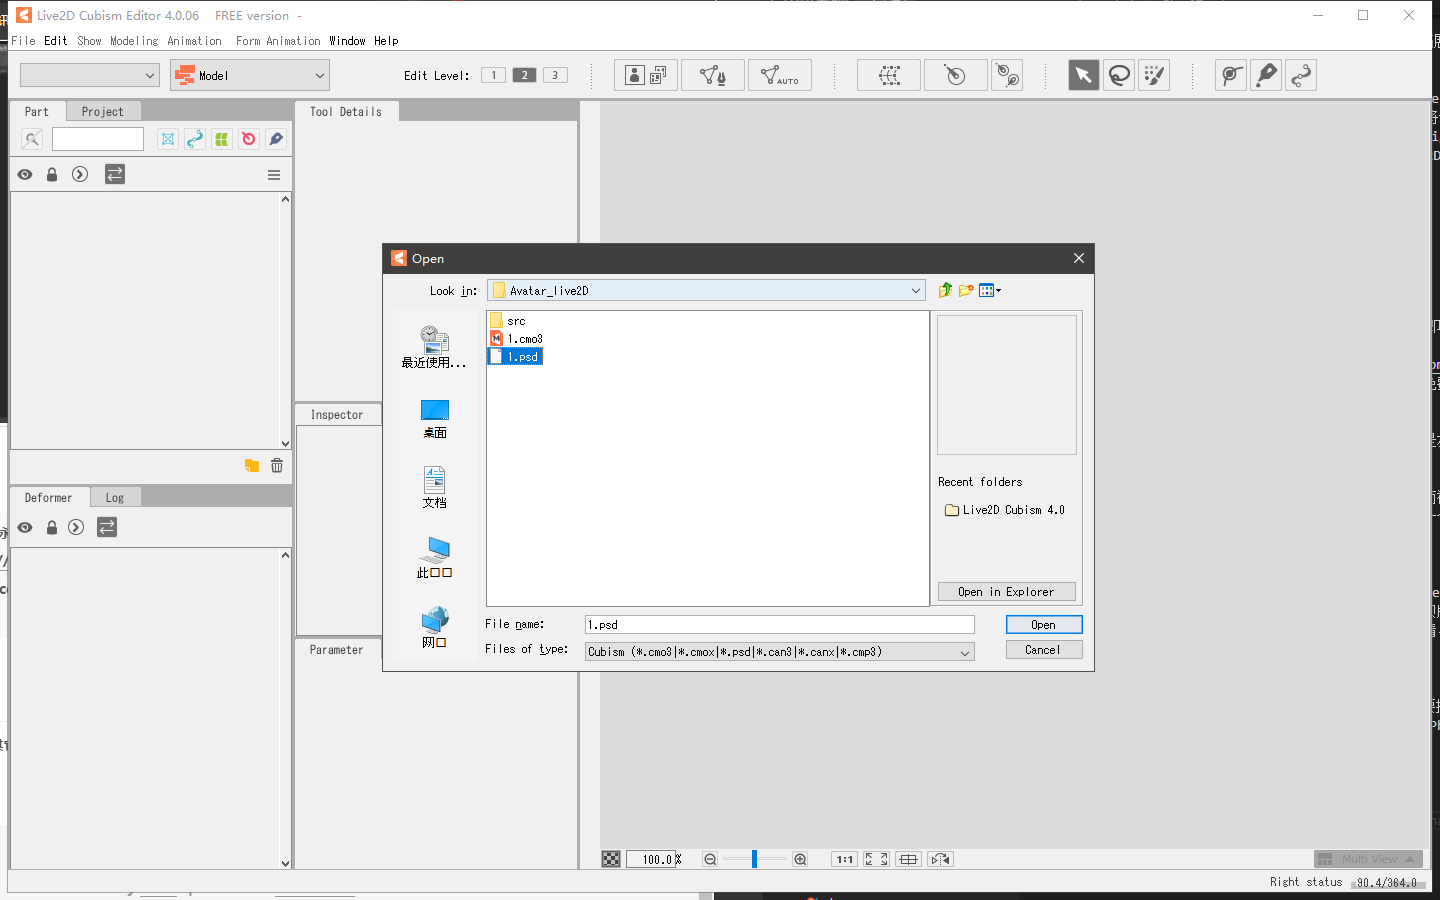 Live2D Cubism Editor 4.0.06 FREE version -
File Edit Show Modeling Animation Form Animation Window Help
Model
Edit Level: 1 2 3
AUTO
Part Project
Tool Details
Open
Look in: Avatar_live2D
src
1.cmo3
1.psd
最近使用...
桌面
文档
此口口
网口
Recent folders
Live2D Cubism 4.0
Open in Explorer
File name: 1.psd
Open
Files of type: Cubism (*.cmo3|*.cmox|*.psd|*.can3|*.canx|*.cmp3)
Cancel
Inspector
Deformer Log
Parameter
100.0%
1:1
Multi View
Right status 90.4/364.0